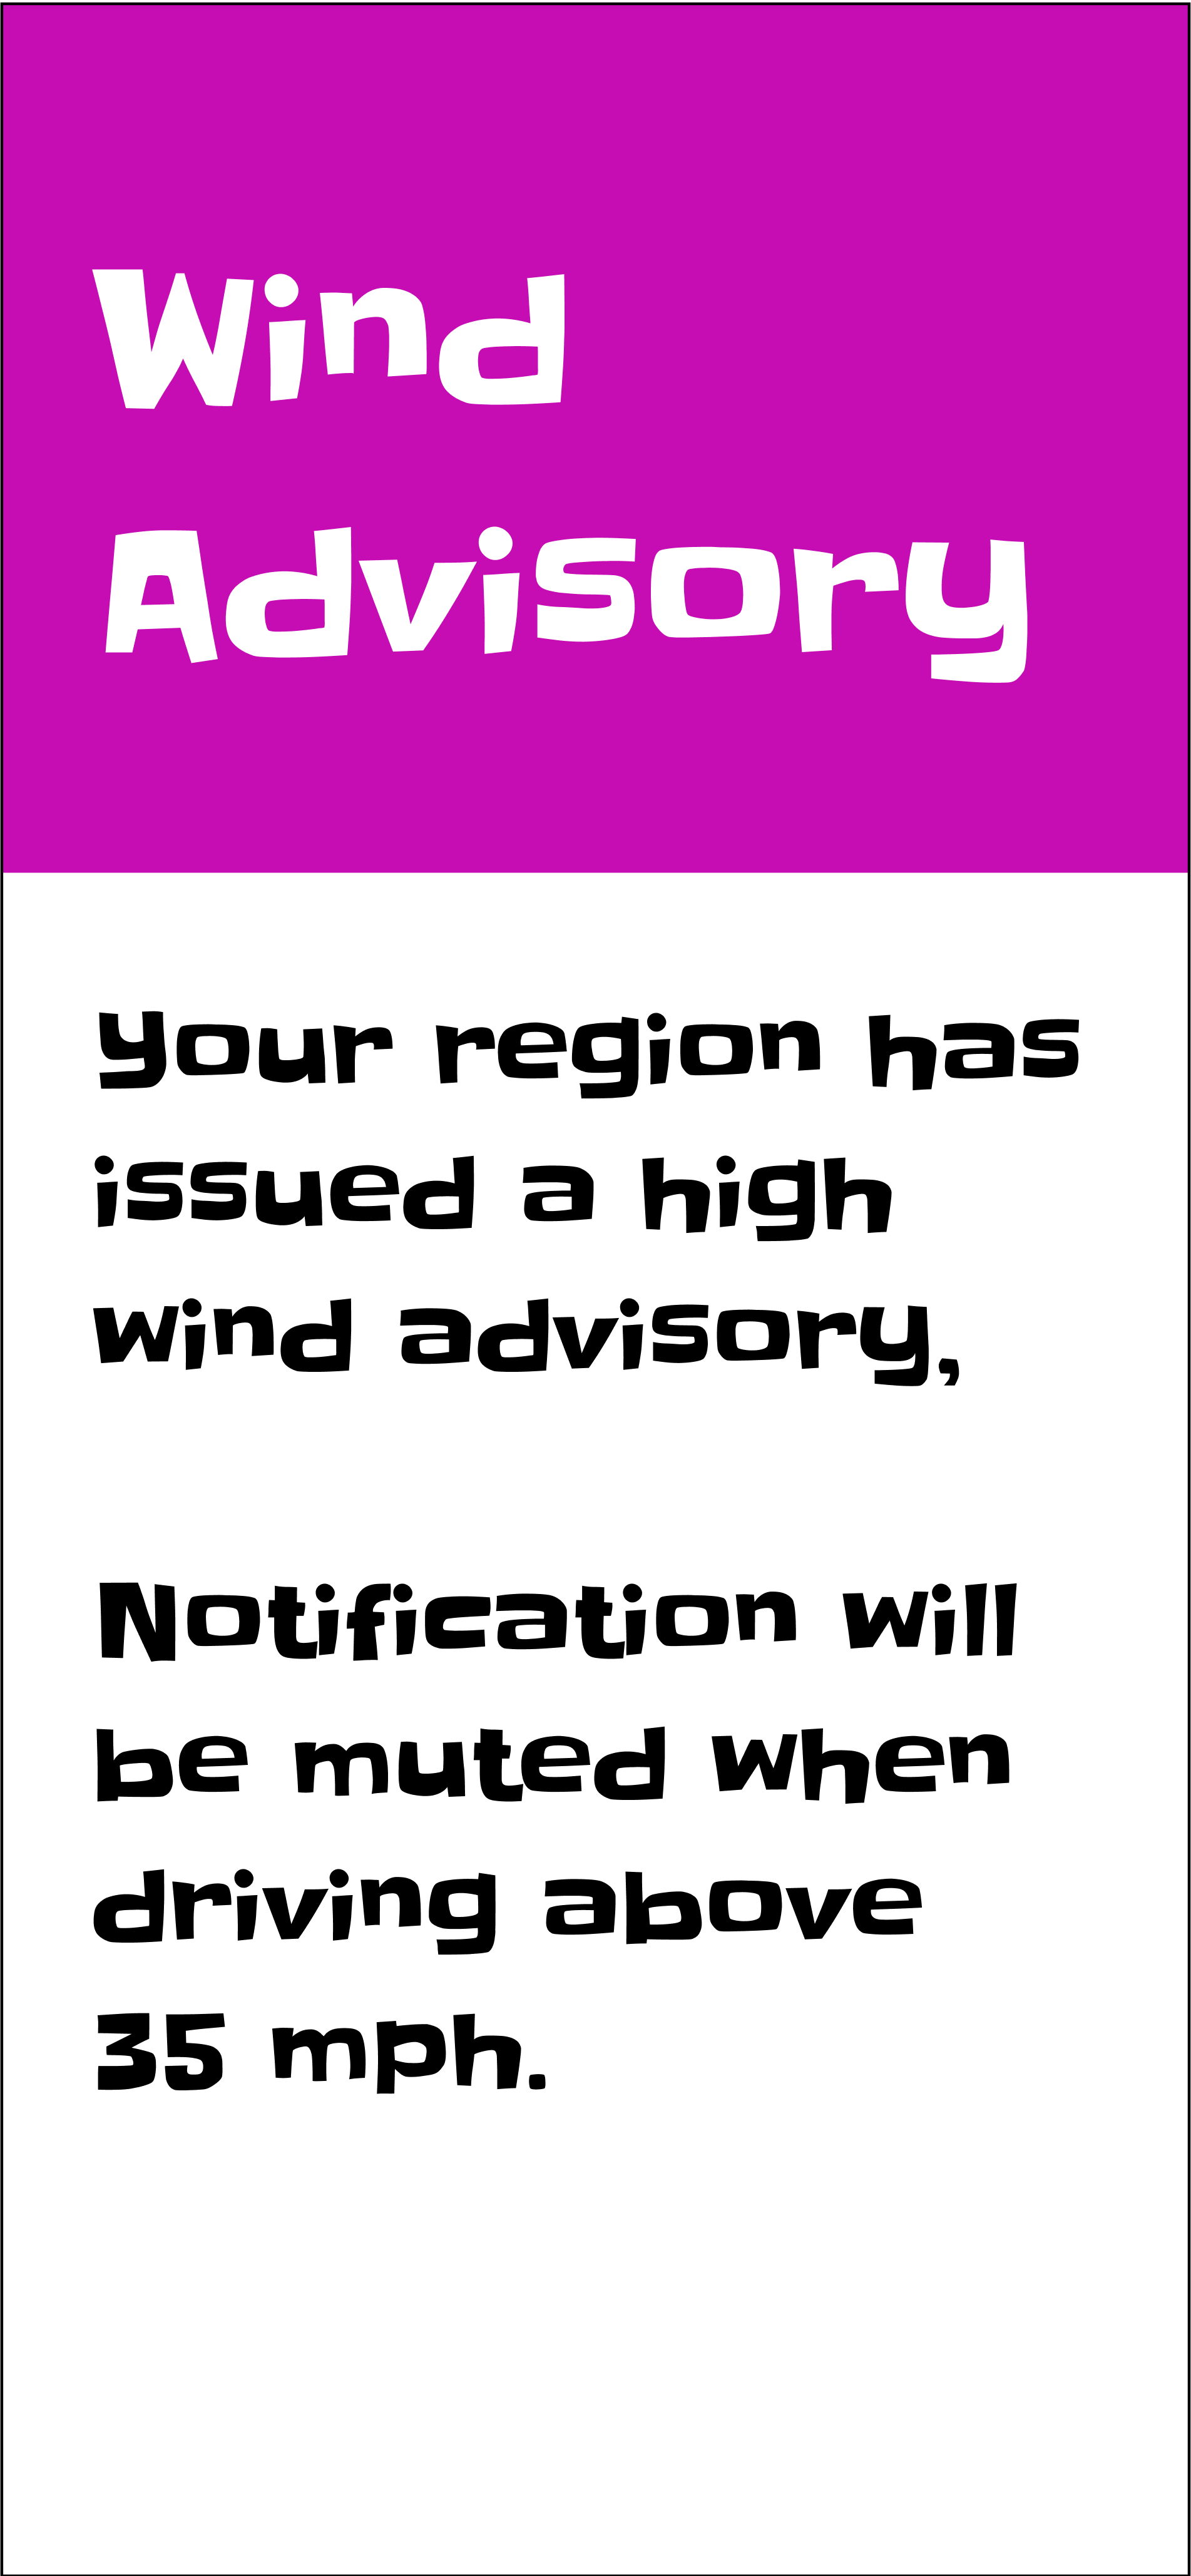 Wind
Advisory
Your region has
issued a high
wind advisory,
Notification will
be muted when
driving above
35 mph.